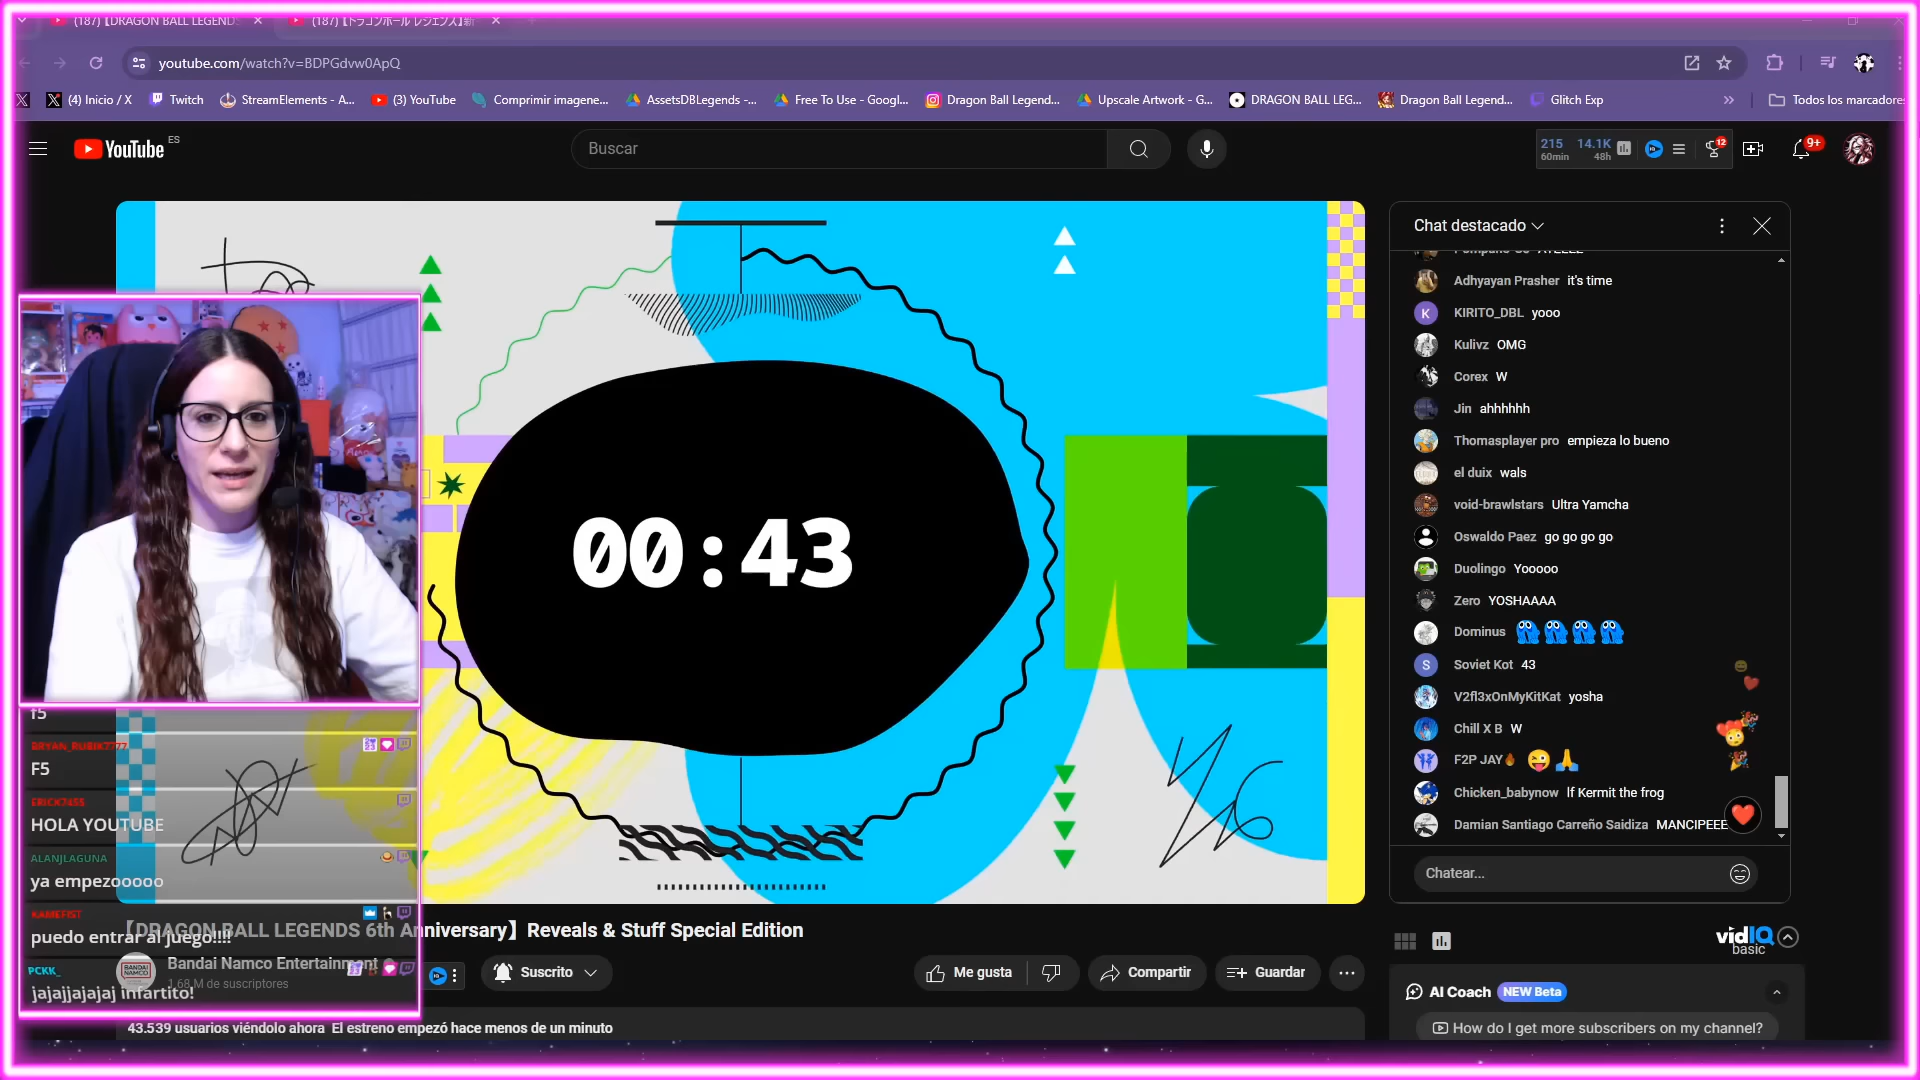 (187) 【DRAGON BALL LEGENDS
(187) 【ドラゴンボール レジェンズ】新
youtube.com/watch?v=BDPGdvw0ApQ
(4) Inicio / X
Twitch
StreamElements - A...
(3) YouTube
Comprimir imagene...
AssetsDBLegends -...
Free To Use - Googl...
Dragon Ball Legend...
Upscale Artwork - G...
DRAGON BALL LEG...
Dragon Ball Legend...
Glitch Exp
»
Todos los marcadores
YouTube ES
Buscar
215
60min
14.1K
48h
12
9+
00:43
Chat destacado
Adhyayan Prasher it's time
K KIRITO_DBL yooo
Kulivz OMG
Corex W
Jin ahhhhhh
Thomasplayer pro empieza lo bueno
el duix wals
void-brawlstars Ultra Yamcha
Oswaldo Paez go go go go
Duolingo Yooooo
Zero YOSHAAAA
Dominus
S Soviet Kot 43
V2fl3xOnMyKitKat yosha
Chill X B W
F2P JAY🔥 😜🙏
Chicken_babynow If Kermit the frog
Damian Santiago Carreño Saidiza MANCIPEEE
Chatear...
f5
BRYAN_RUBIX7777
F5
ERICK7455
HOLA YOUTUBE
ALANJLAGUNA
ya empezooooo
KAMEFIST
puedo entrar al juego!!!!
PCKK_
jajajjajajaj infartito!
【DRAGON BALL LEGENDS 6th Anniversary】Reveals & Stuff Special Edition
BANDAI NAMCO
Bandai Namco Entertainment
1,68 M de suscriptores
Suscrito
Me gusta
Compartir
Guardar
43.539 usuarios viéndolo ahora El estreno empezó hace menos de un minuto
vidIQ
basic
AI Coach NEW Beta
How do I get more subscribers on my channel?